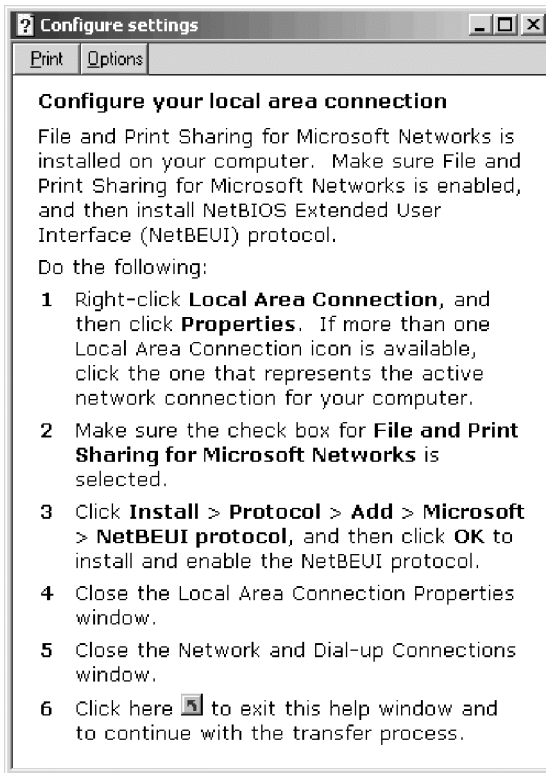 Configure settings
Print Options
Configure your local area connection
File and Print Sharing for Microsoft Networks is
installed on your computer. Make sure File and
Print Sharing for Microsoft Networks is enabled,
and then install NetBIOS Extended User
Interface (NetBEUI) protocol.
Do the following:
1 Right-click Local Area Connection, and
then click Properties. If more than one
Local Area Connection icon is available,
click the one that represents the active
network connection for your computer.
2 Make sure the check box for File and Print
Sharing for Microsoft Networks is
selected.
3 Click Install > Protocol > Add > Microsoft
> NetBEUI protocol, and then click OK to
install and enable the NetBEUI protocol.
4 Close the Local Area Connection Properties
window.
5 Close the Network and Dial-up Connections
window.
6 Click here to exit this help window and
to continue with the transfer process.